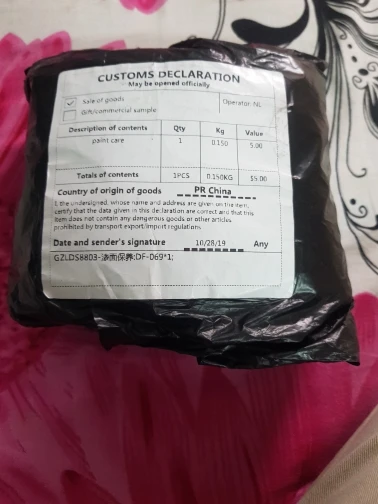 CUSTOMS DECLARATION
May be opened officially
✓ Sale of goods
Operator: NL
Gift/commercial sample
Description of contents Qty Kg Value
paint care 1 0.150 5.00
Totals of contents 1PCS 0.150KG $5.00
Country of origin of goods PR China
I, the undersigned, whose name and address are given on the item,
certify that the data given in this declaration are correct and that this
item does not contain any dangerous goods or other articles
prohibited by transport export/import regulations.
Date and sender's signature 10/28/19 Any
GZLDS8803-漆面保养:DF-069*1;